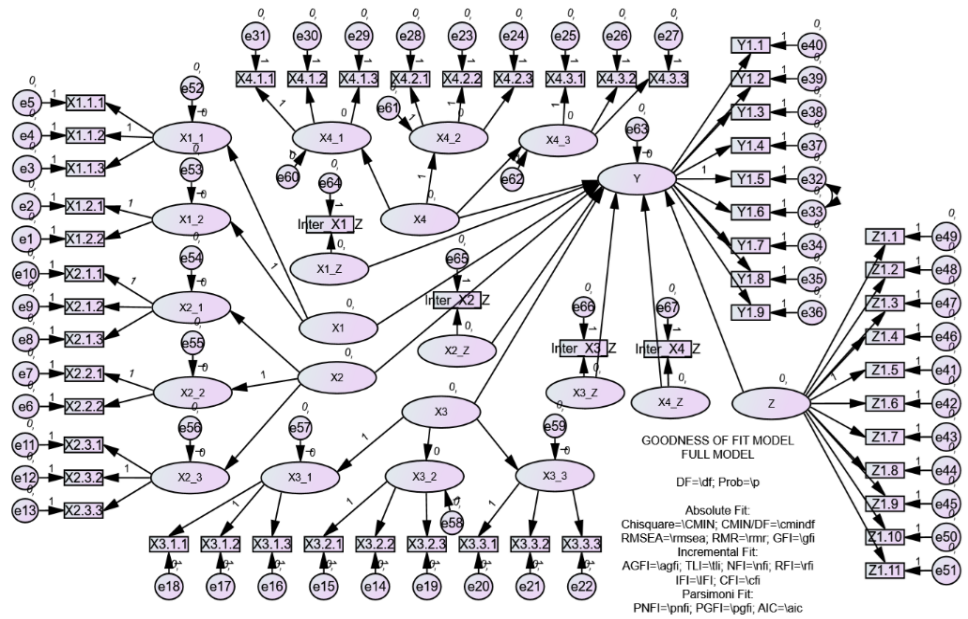 e31 e30 e29 e28 e23 e24 e25 e26 e27
X4.1.1 X4.1.2 X4.1.3 X4.2.1 X4.2.2 X4.2.3 X4.3.1 X4.3.2 X4.3.3
Y1.1 e40
Y1.2 e39
Y1.3 e38
Y1.4 e37
Y1.5 e32
Y1.6 e33
Y1.7 e34
Y1.8 e35
Y1.9 e36
e52
e5 X1.1.1
e4 X1.1.2 X1_1
e3 X1.1.3
e53
e2 X1.2.1 X1_2
e1 X1.2.2
e54
e10 X2.1.1
e9 X2.1.2 X2_1
e8 X2.1.3
e55
e7 X2.2.1 X2_2
e6 X2.2.2
e56
e11 X2.3.1
e12 X2.3.2 X2_3
e13 X2.3.3
e61
X4_1 X4_2 X4_3
e60 e62 e63
e64 X4 Y
Inter_X1_Z
X1_Z
e65
Inter_X2_Z
X1 X2_Z
X2
e66 e67
Inter_X3_Z Inter_X4_Z
X3_Z X4_Z Z
X3
e57 e59
X3_1 X3_2 X3_3
e58
X3.1.1 X3.1.2 X3.1.3 X3.2.1 X3.2.2 X3.2.3 X3.3.1 X3.3.2 X3.3.3
e18 e17 e16 e15 e14 e19 e20 e21 e22
Z1.1 e49
Z1.2 e48
Z1.3 e47
Z1.4 e46
Z1.5 e41
Z1.6 e42
Z1.7 e43
Z1.8 e44
Z1.9 e45
Z1.10 e50
Z1.11 e51
GOODNESS OF FIT MODEL
FULL MODEL
DF=\df; Prob=\p
Absolute Fit:
Chisquare=\CMIN; CMIN/DF=\cmindf
RMSEA=\rmsea; RMR=\rmr; GFI=\gfi
Incremental Fit:
AGFI=\agfi; TLI=\tli; NFI=\nfi; RFI=\rfi
IFI=\IFI; CFI=\cfi
Parsimoni Fit:
PNFI=\pnfi; PGFI=\pgfi; AIC=\aic